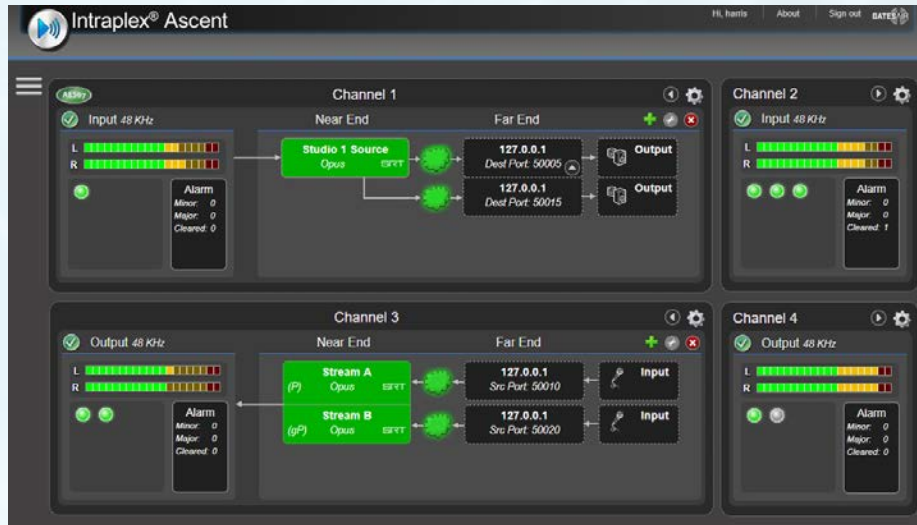 Intraplex® Ascent
Hi, harris
About
Sign out
GATESAIR
AES67
Channel 1
Input 48 KHz
Near End
Far End
L
R
Studio 1 Source
Opus
SRT
127.0.0.1
Dest Port: 50005
Output
127.0.0.1
Dest Port: 50015
Output
Alarm
Minor: 0
Major: 0
Cleared: 0
Channel 2
Input 48 KHz
L
R
Alarm
Minor: 0
Major: 0
Cleared: 1
Channel 3
Output 48 KHz
Near End
Far End
L
R
Stream A
(P)
Opus
SRT
127.0.0.1
Src Port: 50010
Input
Stream B
(gP)
Opus
SRT
127.0.0.1
Src Port: 50020
Input
Alarm
Minor: 0
Major: 0
Cleared: 0
Channel 4
Output 48 KHz
L
R
Alarm
Minor: 0
Major: 0
Cleared: 0